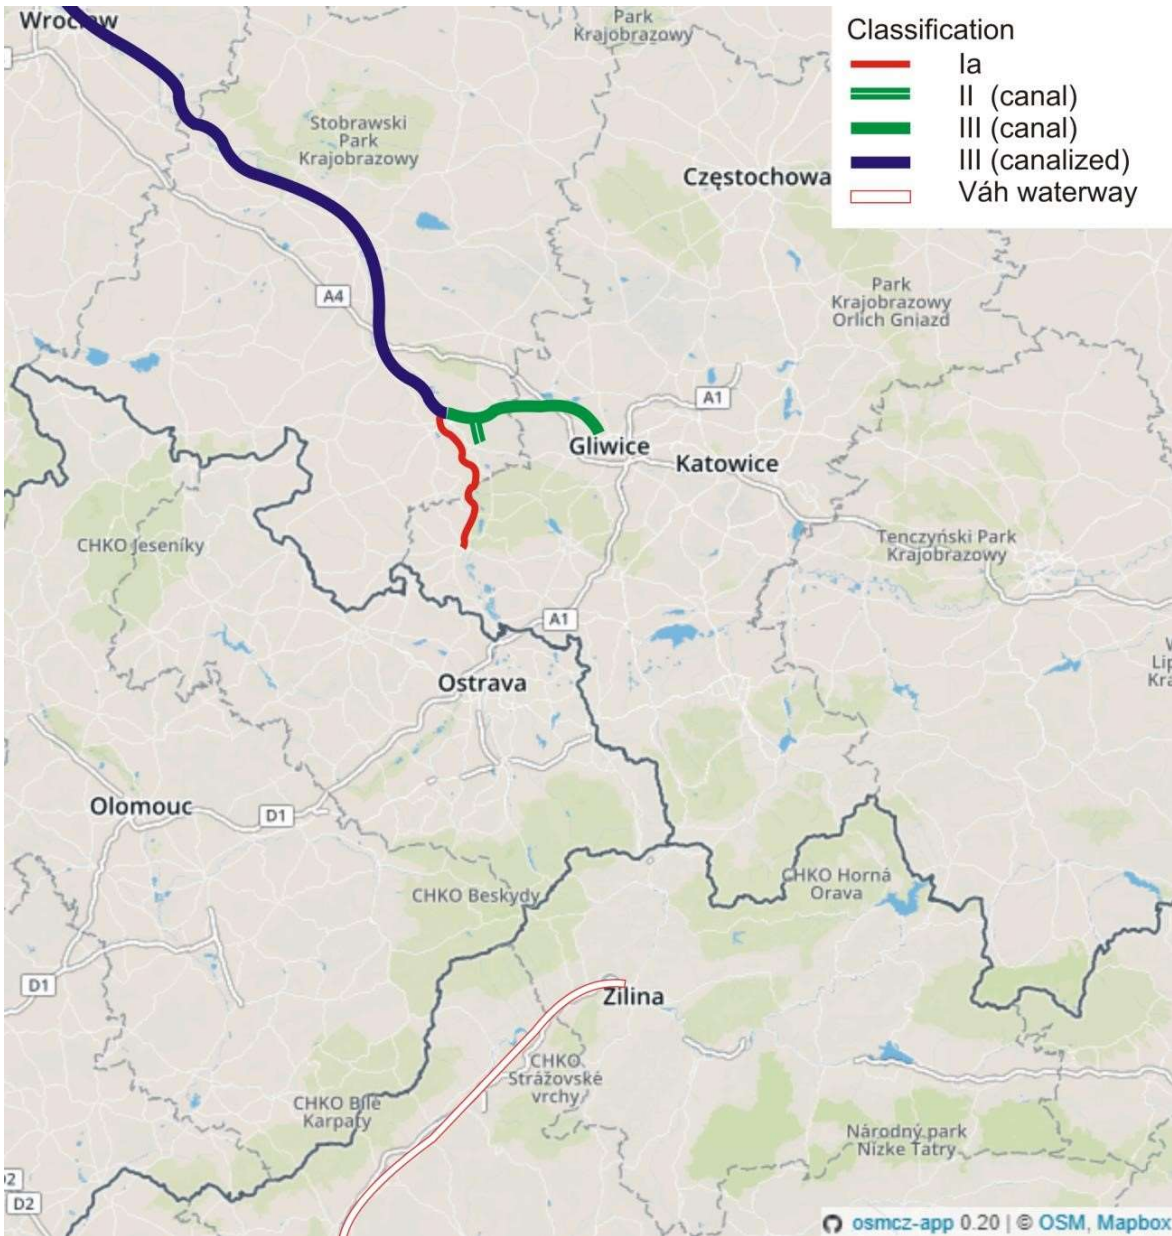 Wrocław
Park
Krajobrazowy
Classification
Ia
II (canal)
III (canal)
III (canalized)
Váh waterway
Stobrawski
Park
Krajobrazowy
Częstochowa
A4
Park
Krajobrazowy
Orlich Gniazd
A1
Gliwice
Katowice
CHKO Jeseníky
Tenczyński Park
Krajobrazowy
A1
Ostrava
Olomouc
D1
CHKO Beskydy
CHKO Horná
Orava
D1
Žilina
CHKO
Strážovské
vrchy
CHKO Bílé
Karpaty
Národný park
Nízke Tatry
D2
osmcz-app 0.20 | © OSM, Mapbox